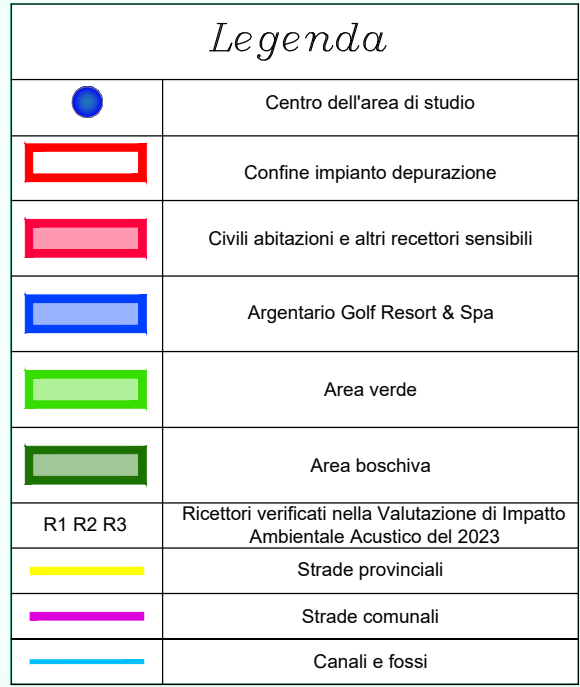 Legenda
Centro dell'area di studio
Confine impianto depurazione
Civili abitazioni e altri recettori sensibili
Argentario Golf Resort & Spa
Area verde
Area boschiva
R1 R2 R3
Ricettori verificati nella Valutazione di Impatto
Ambientale Acustico del 2023
Strade provinciali
Strade comunali
Canali e fossi